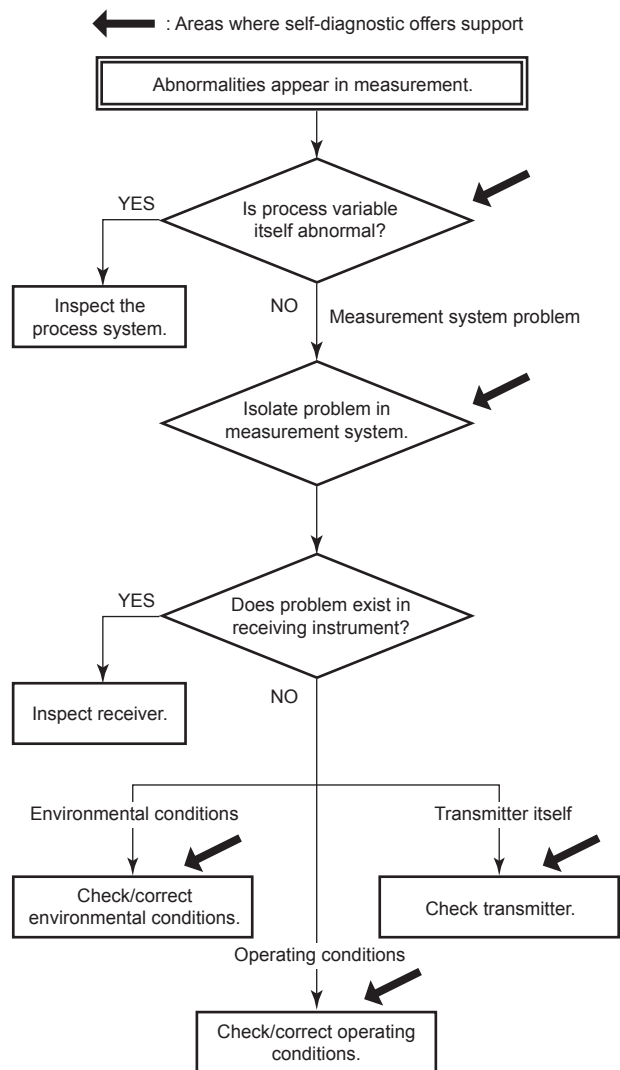 : Areas where self-diagnostic offers support
Abnormalities appear in measurement.
YES
Is process variable
itself abnormal?
Inspect the
process system.
NO
Measurement system problem
Isolate problem in
measurement system.
YES
Does problem exist in
receiving instrument?
Inspect receiver.
NO
Environmental conditions
Transmitter itself
Check/correct
environmental conditions.
Check transmitter.
Operating conditions
Check/correct operating
conditions.